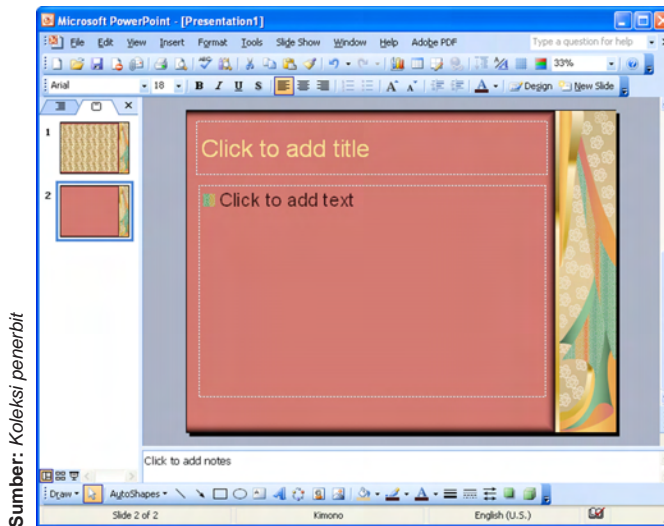 Microsoft PowerPoint - [Presentation1]
File Edit View Insert Format Tools Slide Show Window Help Adobe PDF Type a question for help
33%
Arial 18 B I U S A A A Design New Slide
1
2
Click to add title
Click to add text
Click to add notes
Draw AutoShapes A A
Slide 2 of 2 Kimono English (U.S.)
Sumber: Koleksi penerbit